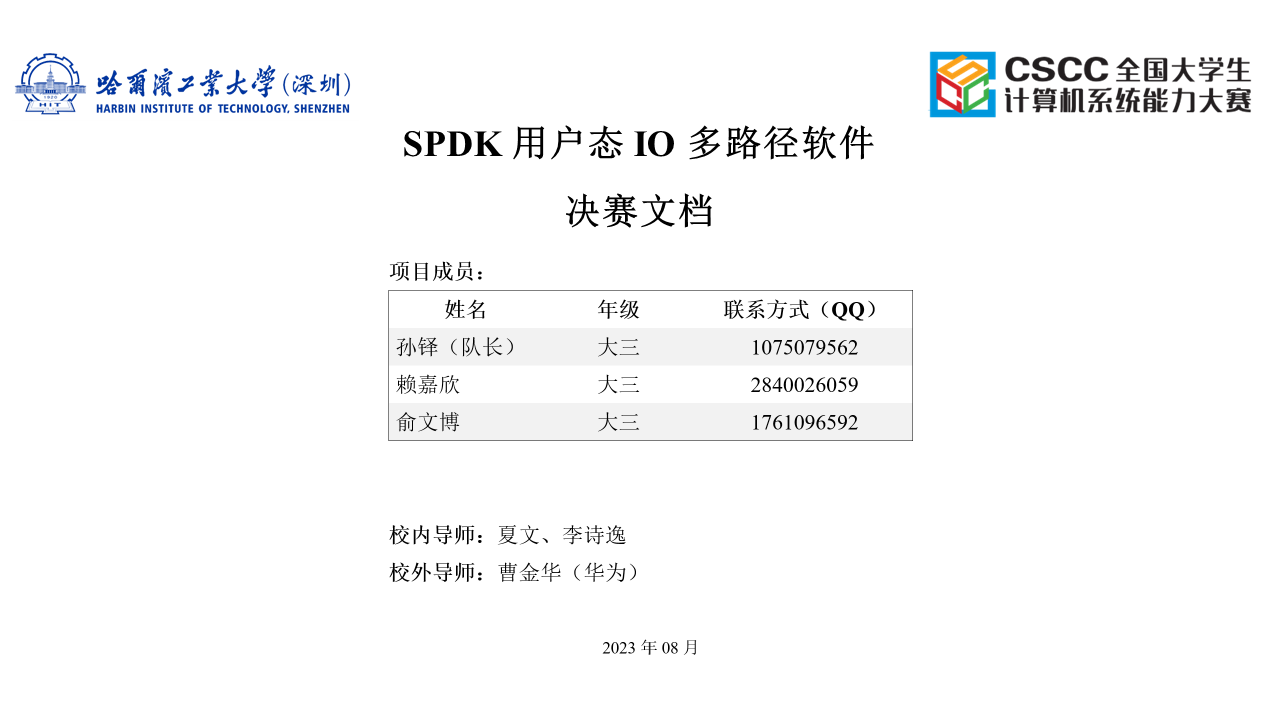 哈爾濱工業大學(深圳)
HARBIN INSTITUTE OF TECHNOLOGY, SHENZHEN
1920
HIT
CSCC 全国大学生
计算机系统能力大赛
SPDK 用户态 IO 多路径软件
决赛文档
项目成员：
姓名 年级 联系方式（QQ）
孙铎（队长） 大三 1075079562
赖嘉欣 大三 2840026059
俞文博 大三 1761096592
校内导师：夏文、李诗逸
校外导师：曹金华（华为）
2023 年 08 月